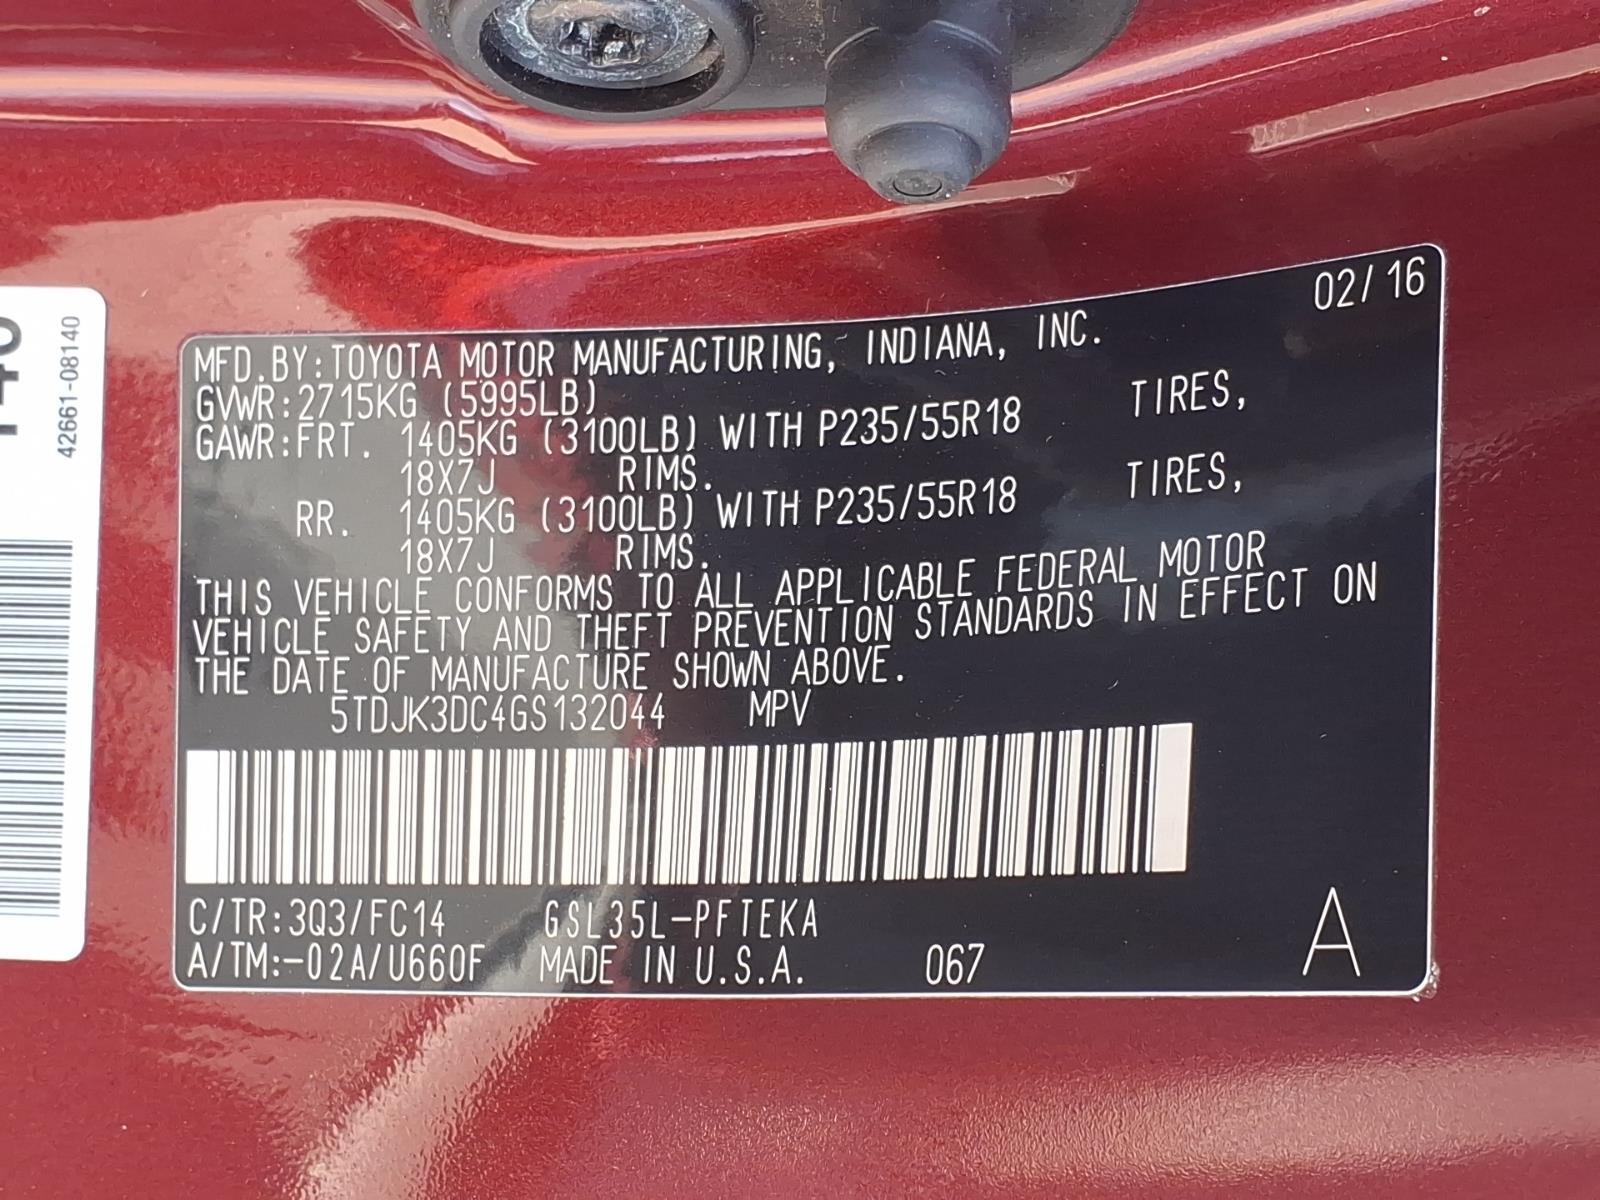 02/16
MFD.BY:TOYOTA MOTOR MANUFACTURING, INDIANA, INC.
GVWR:2715KG (5995LB)
GAWR:FRT. 1405KG (3100LB) WITH P235/55R18 TIRES,
18X7J RIMS.
RR. 1405KG (3100LB) WITH P235/55R18 TIRES,
18X7J RIMS.
THIS VEHICLE CONFORMS TO ALL APPLICABLE FEDERAL MOTOR
VEHICLE SAFETY AND THEFT PREVENTION STANDARDS IN EFFECT ON
THE DATE OF MANUFACTURE SHOWN ABOVE.
5TDJK3DC4GS132044 MPV
C/TR:3Q3/FC14 GSL35L-PFTEKA
A/TM:-02A/U660F MADE IN U.S.A. 067 A
42661-08140